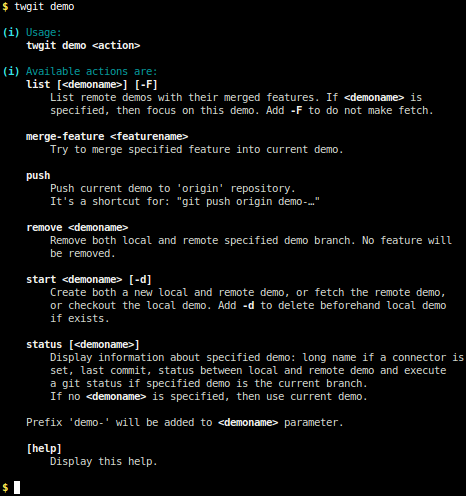 $ twgit demo
(i) Usage:
twgit demo <action>
(i) Available actions are:
list [<demoname>] [-F]
List remote demos with their merged features. If <demoname> is
specified, then focus on this demo. Add -F to do not make fetch.
merge-feature <featurename>
Try to merge specified feature into current demo.
push
Push current demo to 'origin' repository.
It's a shortcut for: "git push origin demo-…"
remove <demoname>
Remove both local and remote specified demo branch. No feature will
be removed.
start <demoname> [-d]
Create both a new local and remote demo, or fetch the remote demo,
or checkout the local demo. Add -d to delete beforehand local demo
if exists.
status [<demoname>]
Display information about specified demo: long name if a connector is
set, last commit, status between local and remote demo and execute
a git status if specified demo is the current branch.
If no <demoname> is specified, then use current demo.
Prefix 'demo-' will be added to <demoname> parameter.
[help]
Display this help.
$